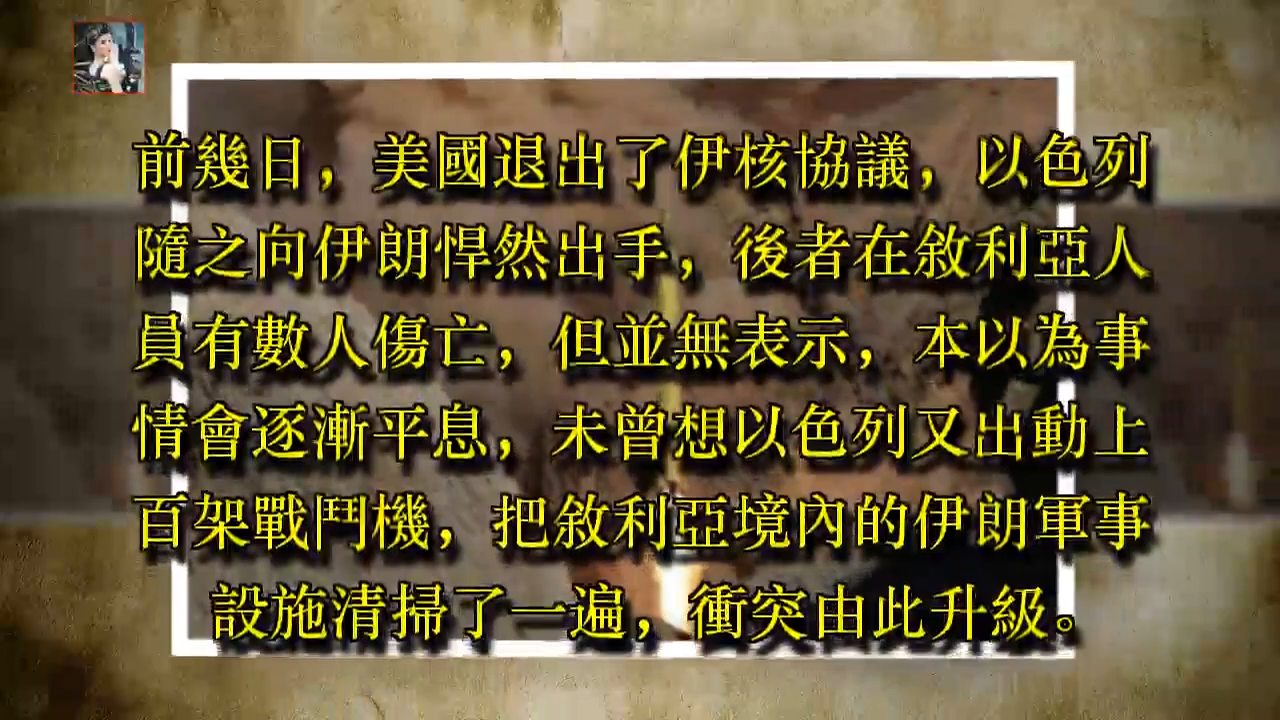 前幾日，美國退出了伊核協議，以色列
隨之向伊朗悍然出手，後者在敘利亞人
員有數人傷亡，但並無表示，本以為事
情會逐漸平息，未曾想以色列又出動上
百架戰鬥機，把敘利亞境內的伊朗軍事
設施清掃了一遍，衝突由此升級。